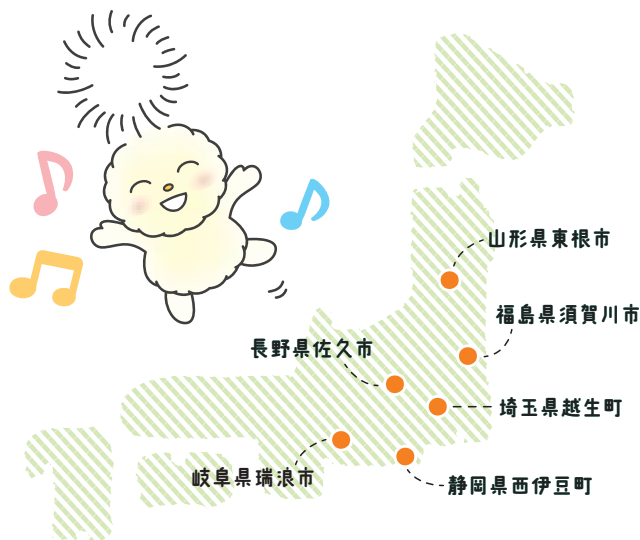 山形県東根市
福島県須賀川市
長野県佐久市
埼玉県越生町
岐阜県瑞浪市
静岡県西伊豆町